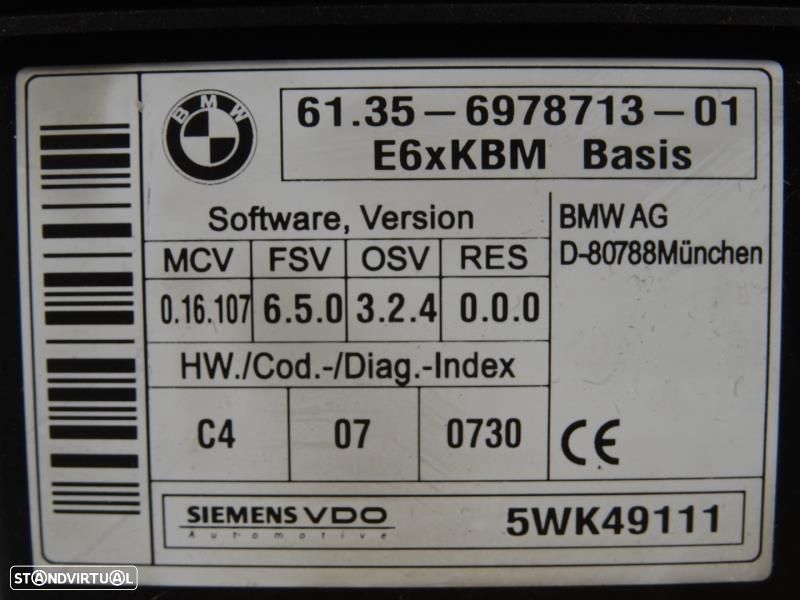 BMW
61.35-6978713-01
E6xKBM Basis
Software, Version
BMW AG
D-80788München
MCV FSV OSV RES
0.16.107 6.5.0 3.2.4 0.0.0
HW./Cod.-/Diag.-Index
C4 07 0730
CE
SIEMENS VDO
Automotive
5WK49111
STANDVIRTUAL